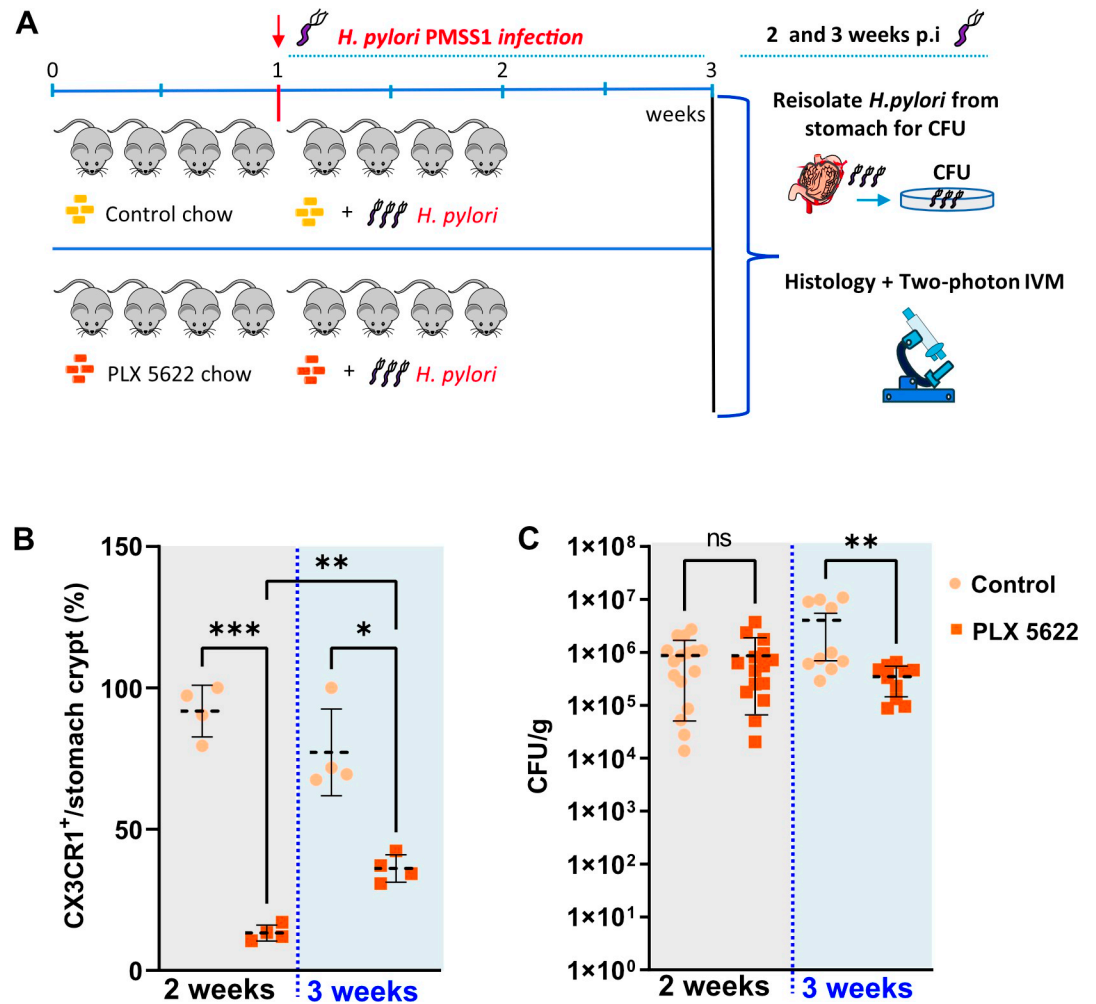 A
H. pylori PMSS1 infection
2 and 3 weeks p.i
0
1
2
3
weeks
Reisolate H.pylori from
stomach for CFU
CFU
Control chow
+
H. pylori
Histology + Two-photon IVM
PLX 5622 chow
+
H. pylori
B
CX3CR1+/stomach crypt (%)
150
100
50
0
***
**
*
2 weeks
3 weeks
C
CFU/g
1×10⁸
1×10⁷
1×10⁶
1×10⁵
1×10⁴
1×10³
1×10²
1×10¹
1×10⁰
ns
**
2 weeks
3 weeks
Control
PLX 5622